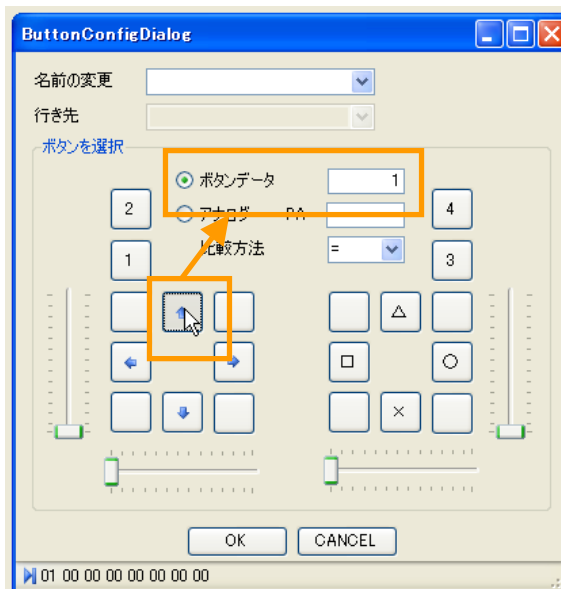 ButtonConfigDialog
名前の変更
行き先
ボタンを選択
ボタンデータ 1
2
アナログ PA
4
1
比較方法 =
3
△
□ ○
×
OK CANCEL
01 00 00 00 00 00 00 00